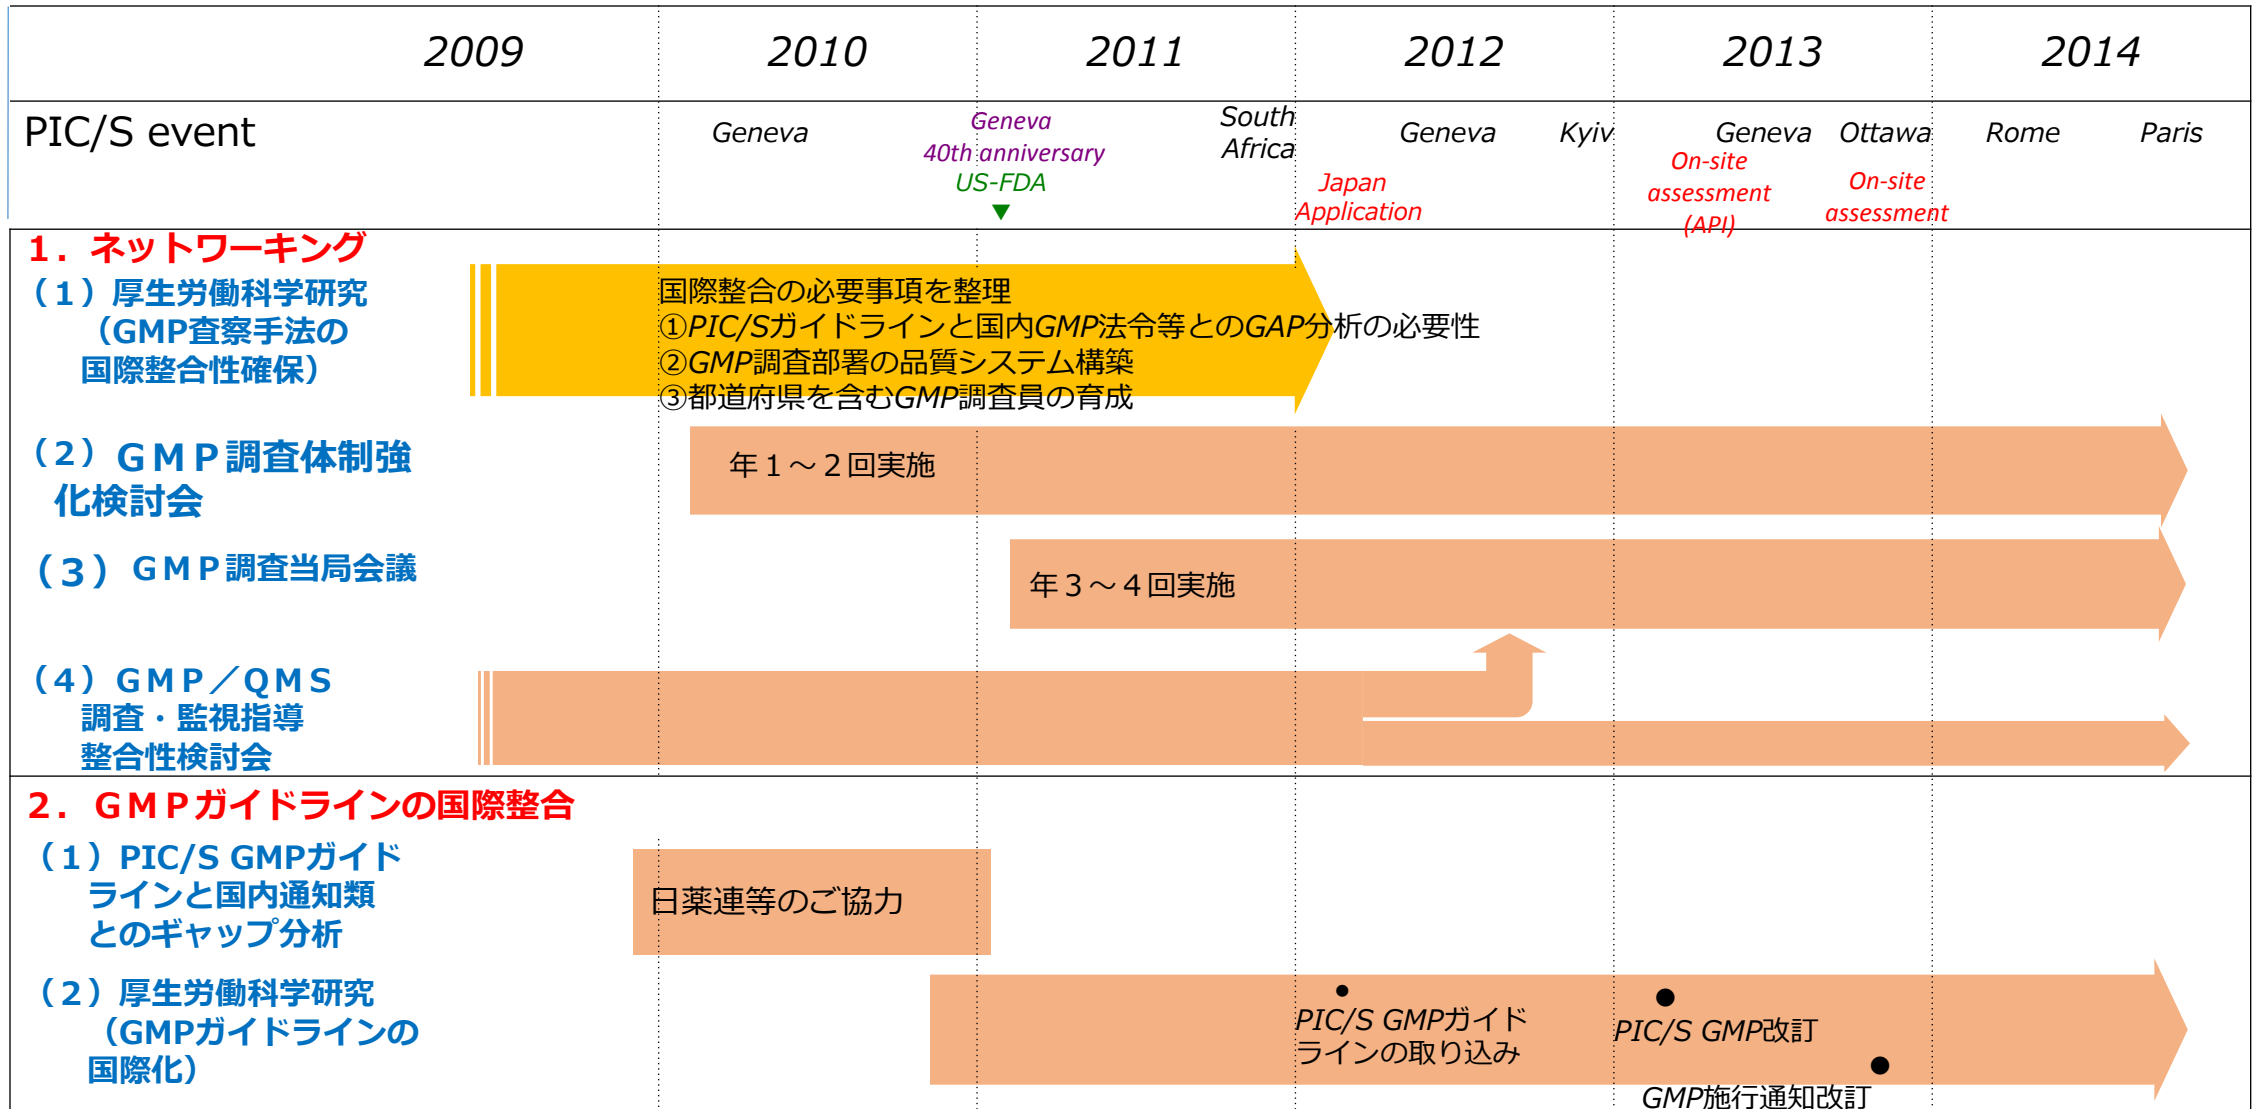 2009 2010 2011 2012 2013 2014
PIC/S event
Geneva
Geneva
40th anniversary
US-FDA
▼
South
Africa
Japan
Application
Geneva
Kyiv
Geneva
On-site
assessment
(API)
Ottawa
On-site
assessment
Rome
Paris
1．ネットワーキング
（1）厚生労働科学研究
（GMP査察手法の
国際整合性確保）
国際整合の必要事項を整理
①PIC/Sガイドラインと国内GMP法令等とのGAP分析の必要性
②GMP調査部署の品質システム構築
③都道府県を含むGMP調査員の育成
（2）ＧＭＰ調査体制強
化検討会
年１～２回実施
（3）ＧＭＰ調査当局会議
年３～４回実施
（4）ＧＭＰ／ＱＭＳ
調査・監視指導
整合性検討会
2．ＧＭＰガイドラインの国際整合
（1）PIC/S GMPガイド
ラインと国内通知類
とのギャップ分析
日薬連等のご協力
（2）厚生労働科学研究
（GMPガイドラインの
国際化）
●
PIC/S GMPガイド
ラインの取り込み
●
PIC/S GMP改訂
●
GMP施行通知改訂